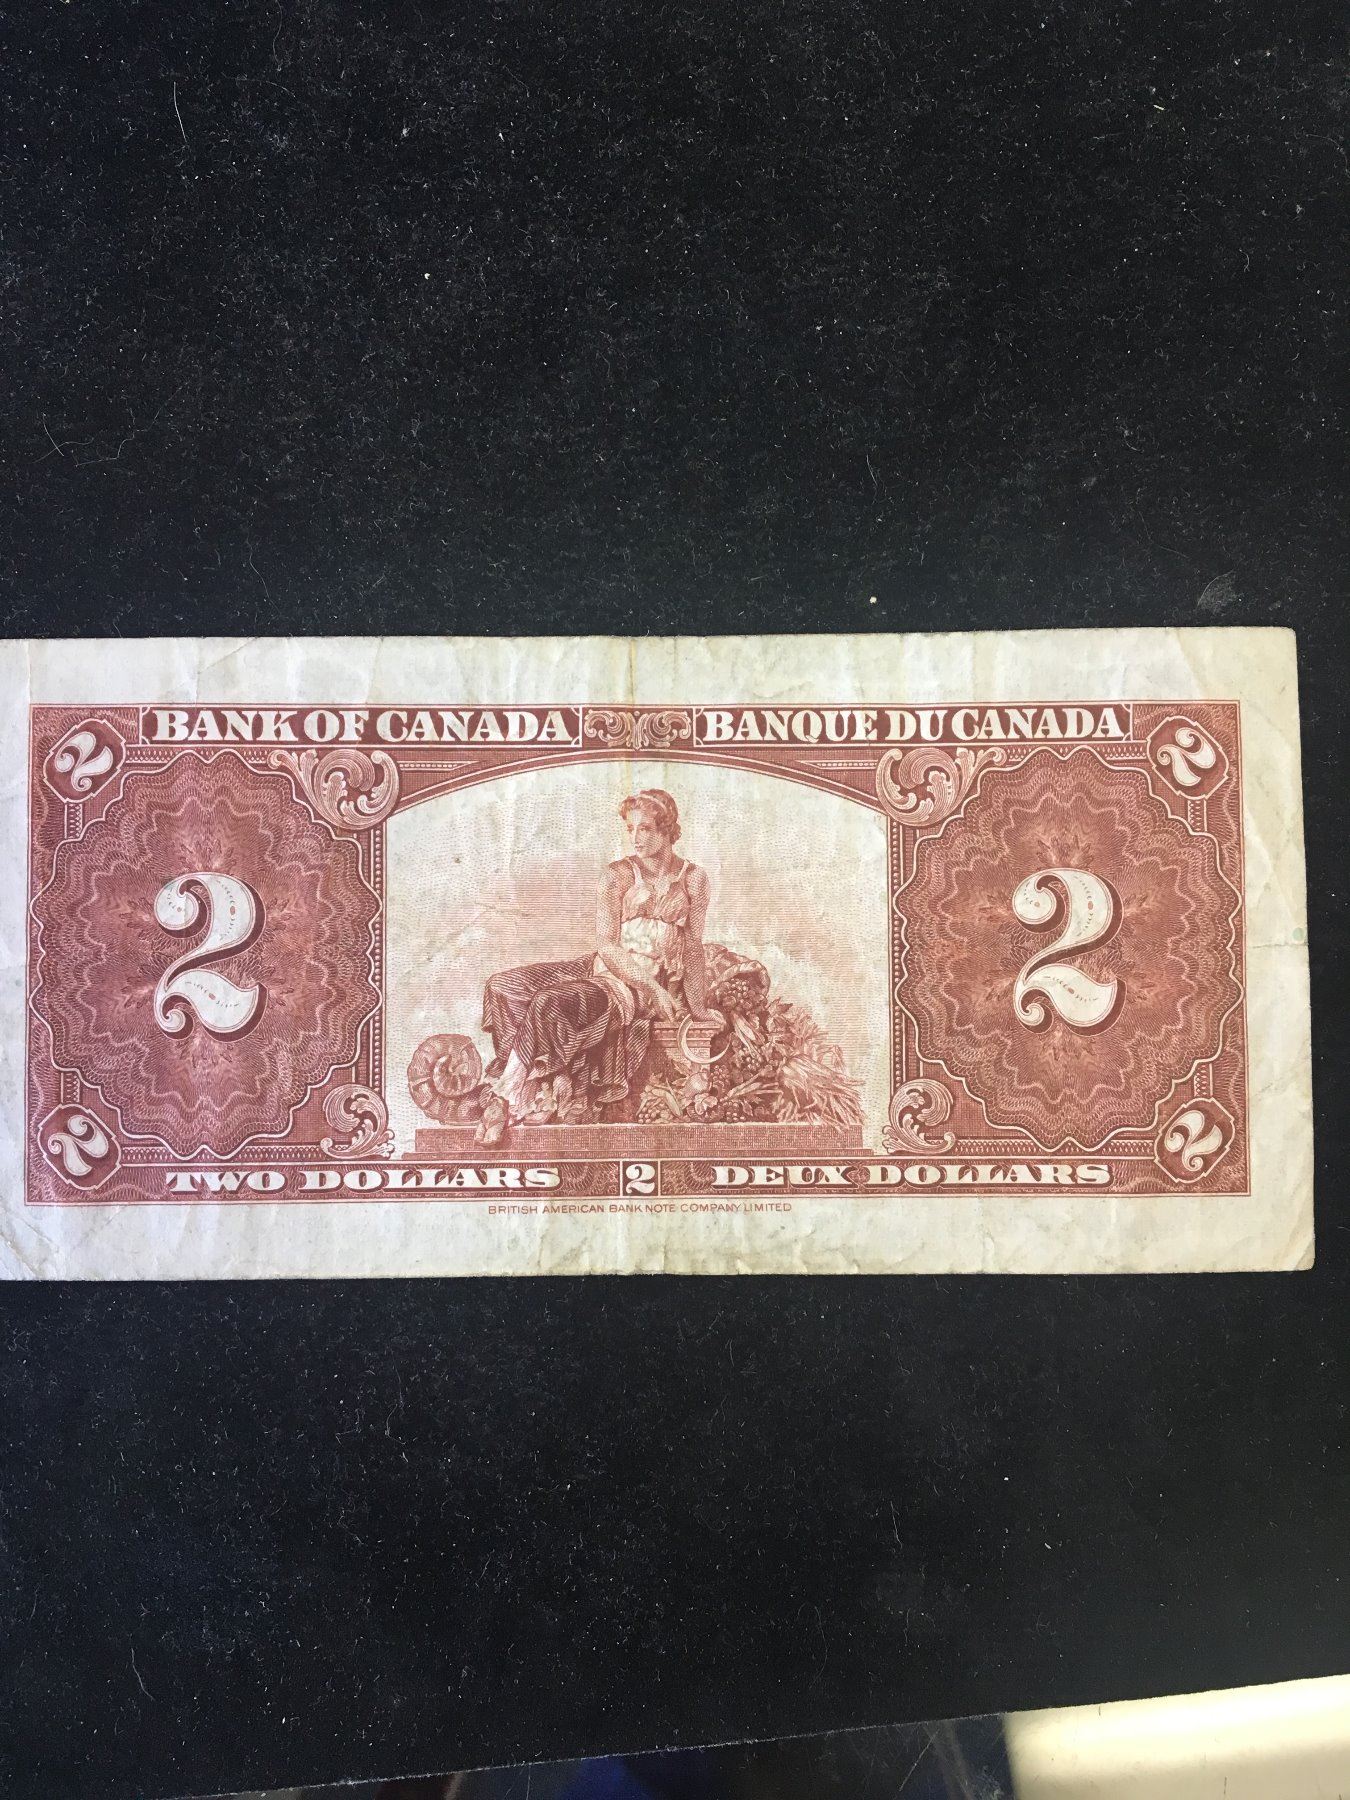 BANK OF CANADA BANQUE DU CANADA
2 2
2 2
TWO DOLLARS 2 DEUX DOLLARS
2 2
BRITISH AMERICAN BANK NOTE COMPANY LIMITED